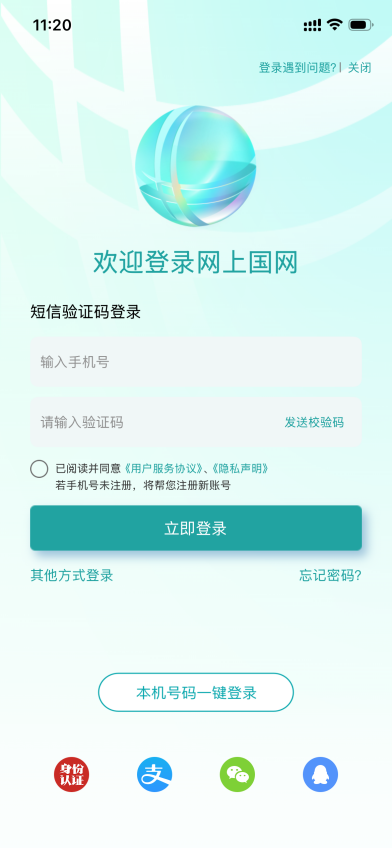 11:20
登录遇到问题? | 关闭
欢迎登录网上国网
短信验证码登录
输入手机号
请输入验证码 发送校验码
已阅读并同意《用户服务协议》、《隐私声明》
若手机号未注册，将帮您注册新账号
立即登录
其他方式登录 忘记密码?
本机号码一键登录
身份
认证
支